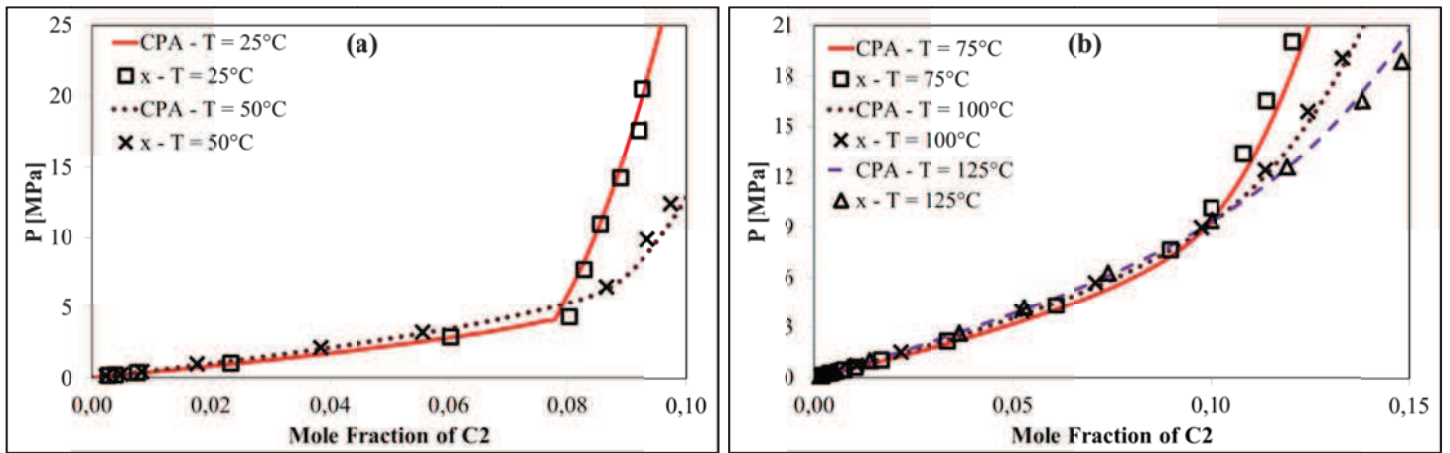 25
20
15
10
5
0
P [MPa]
(a)
CPA - T = 25°C
x - T = 25°C
CPA - T = 50°C
x - T = 50°C
0,00 0,02 0,04 0,06 0,08 0,10
Mole Fraction of C2
21
18
15
12
9
6
3
0
P [MPa]
(b)
CPA - T = 75°C
x - T = 75°C
CPA - T = 100°C
x - T = 100°C
CPA - T = 125°C
x - T = 125°C
0,00 0,05 0,10 0,15
Mole Fraction of C2